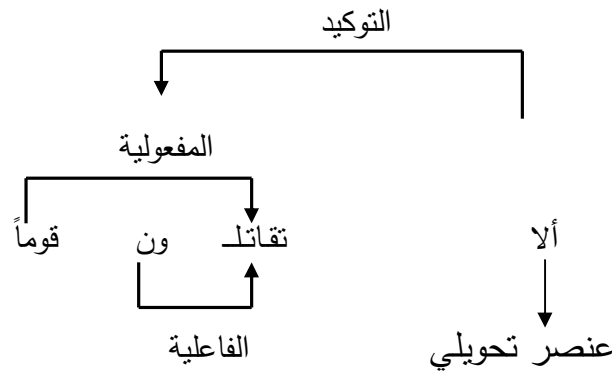 التوكيد
المفعولية
ألا تقاتلـ ون قوماً
الفاعلية
عنصر تحويلي